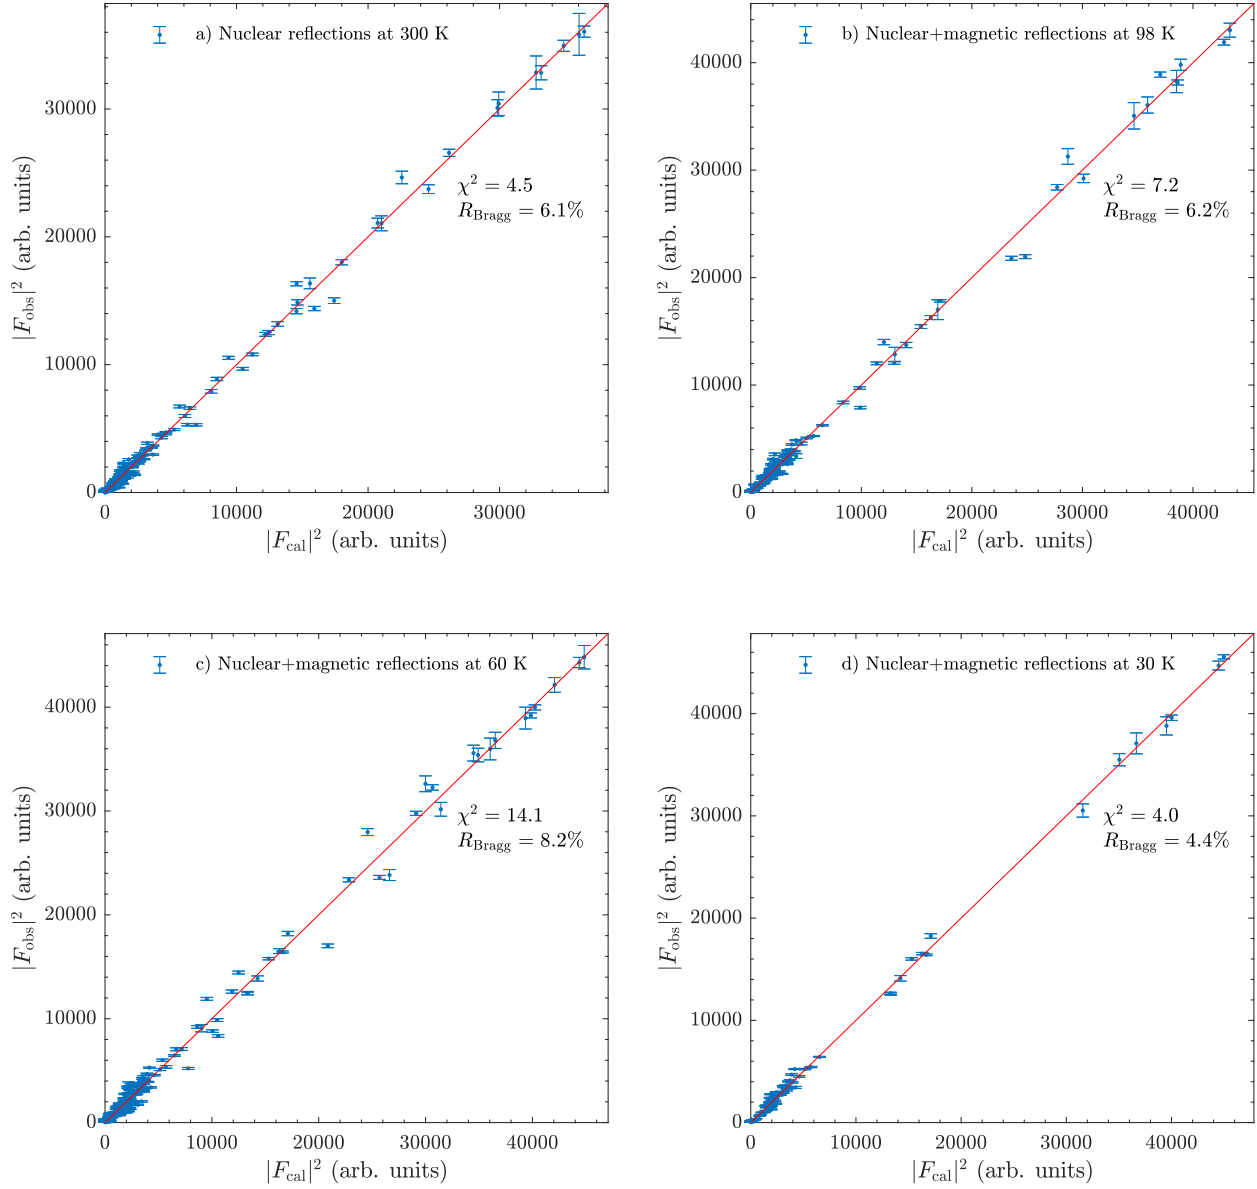 a) Nuclear reflections at 300 K
χ² = 4.5
R_Bragg = 6.1%
|F_obs|² (arb. units)
30000
20000
10000
0
0 10000 20000 30000
|F_cal|² (arb. units)
b) Nuclear+magnetic reflections at 98 K
χ² = 7.2
R_Bragg = 6.2%
|F_obs|² (arb. units)
40000
30000
20000
10000
0
0 10000 20000 30000 40000
|F_cal|² (arb. units)
c) Nuclear+magnetic reflections at 60 K
χ² = 14.1
R_Bragg = 8.2%
|F_obs|² (arb. units)
40000
30000
20000
10000
0
0 10000 20000 30000 40000
|F_cal|² (arb. units)
d) Nuclear+magnetic reflections at 30 K
χ² = 4.0
R_Bragg = 4.4%
|F_obs|² (arb. units)
40000
30000
20000
10000
0
0 10000 20000 30000 40000
|F_cal|² (arb. units)